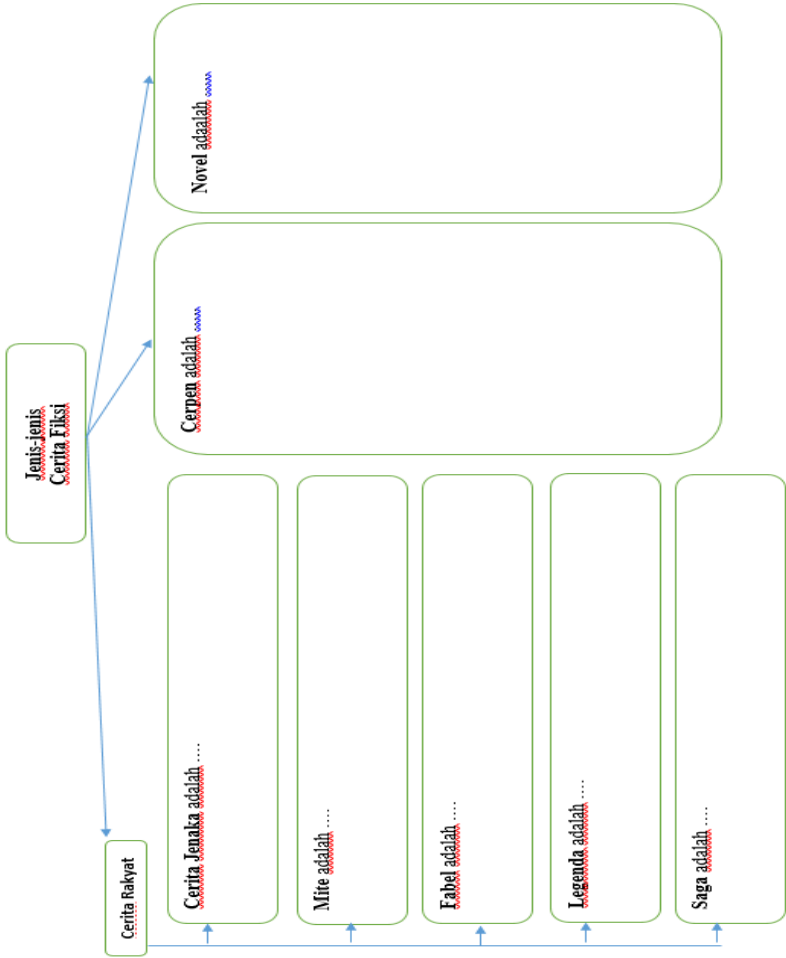 Jenis-jenis
Cerita Fiksi
Cerita Rakyat
Cerita Jenaka adalah ....
Mite adalah ....
Fabel adalah ....
Legenda adalah ....
Saga adalah ....
Cerpen adalah .....
Novel adaalah .....